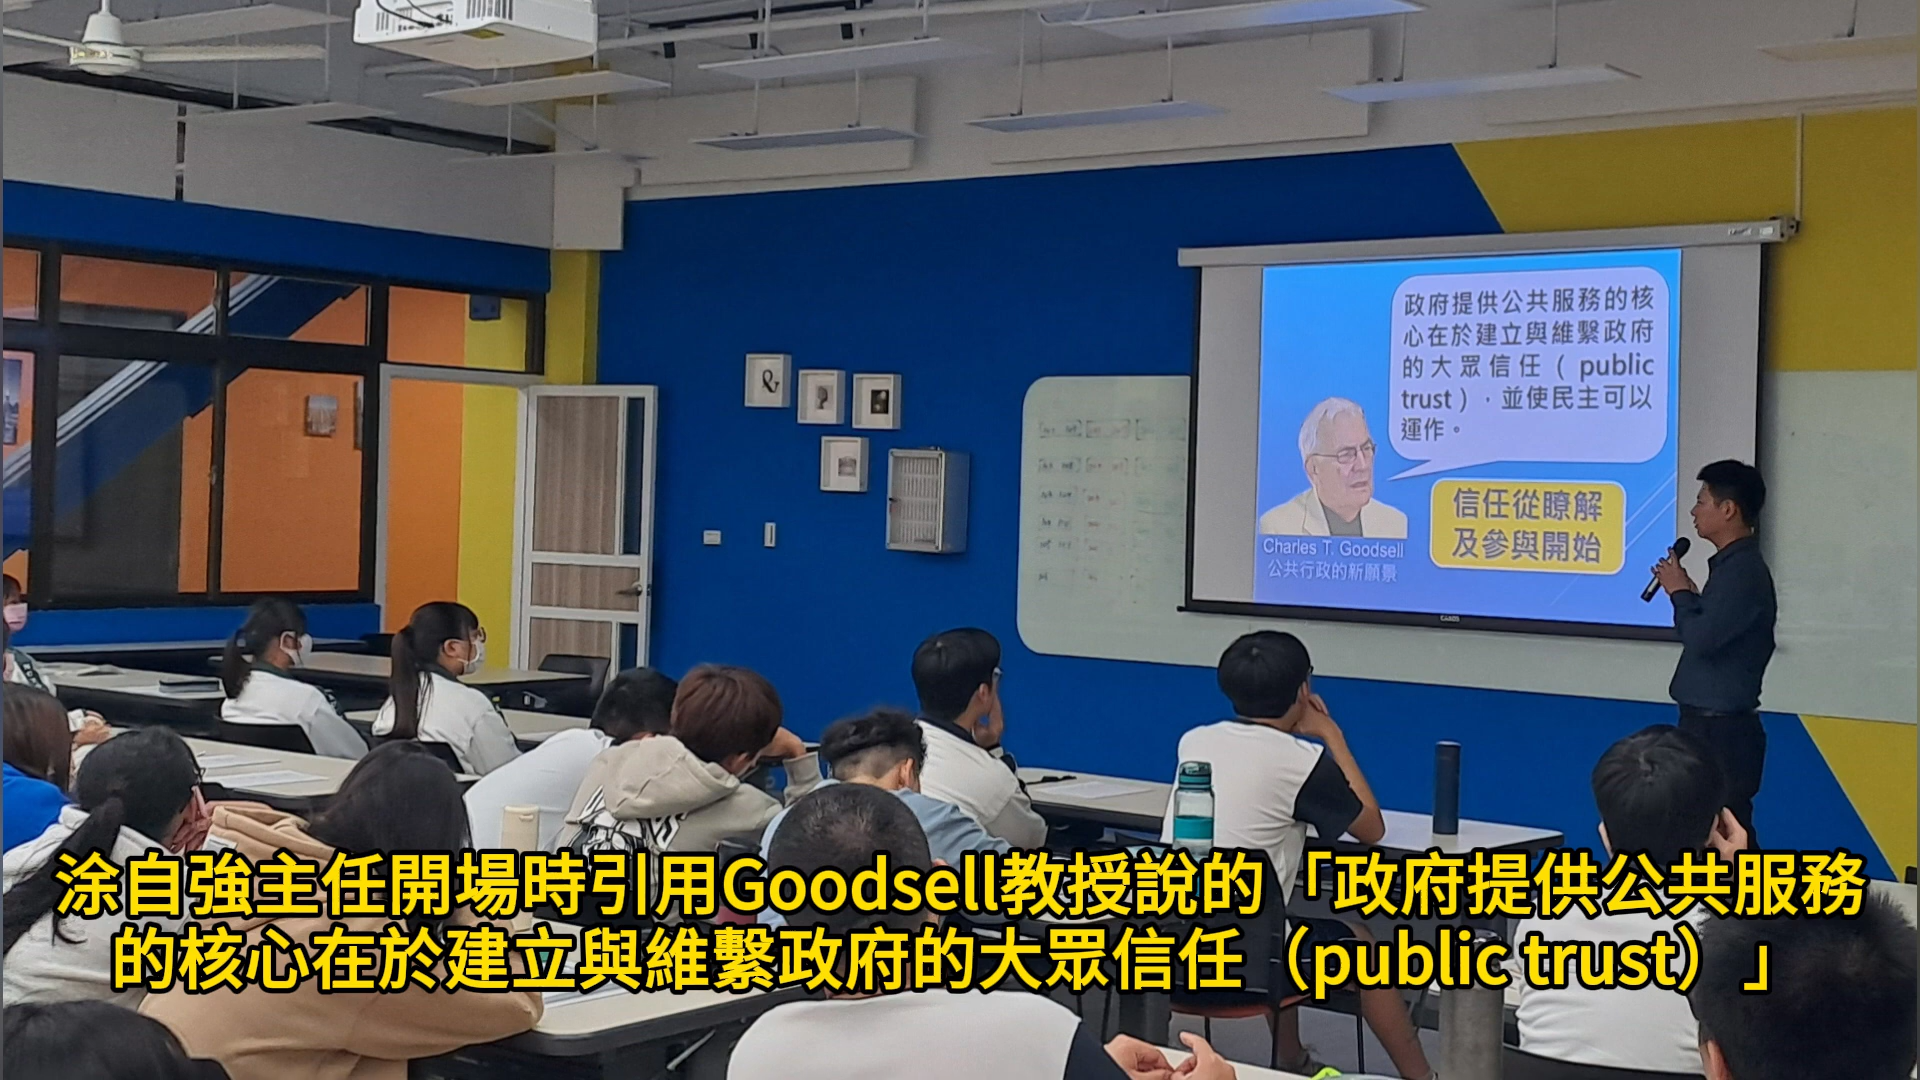 政府提供公共服務的核
心在於建立與維繫政府
的大眾信任（public
trust），並使民主可以
運作。
信任從瞭解
及參與開始
Charles T. Goodsell
公共行政的新願景
&
涂自強主任開場時引用Goodsell教授說的「政府提供公共服務
的核心在於建立與維繫政府的大眾信任（public trust）」